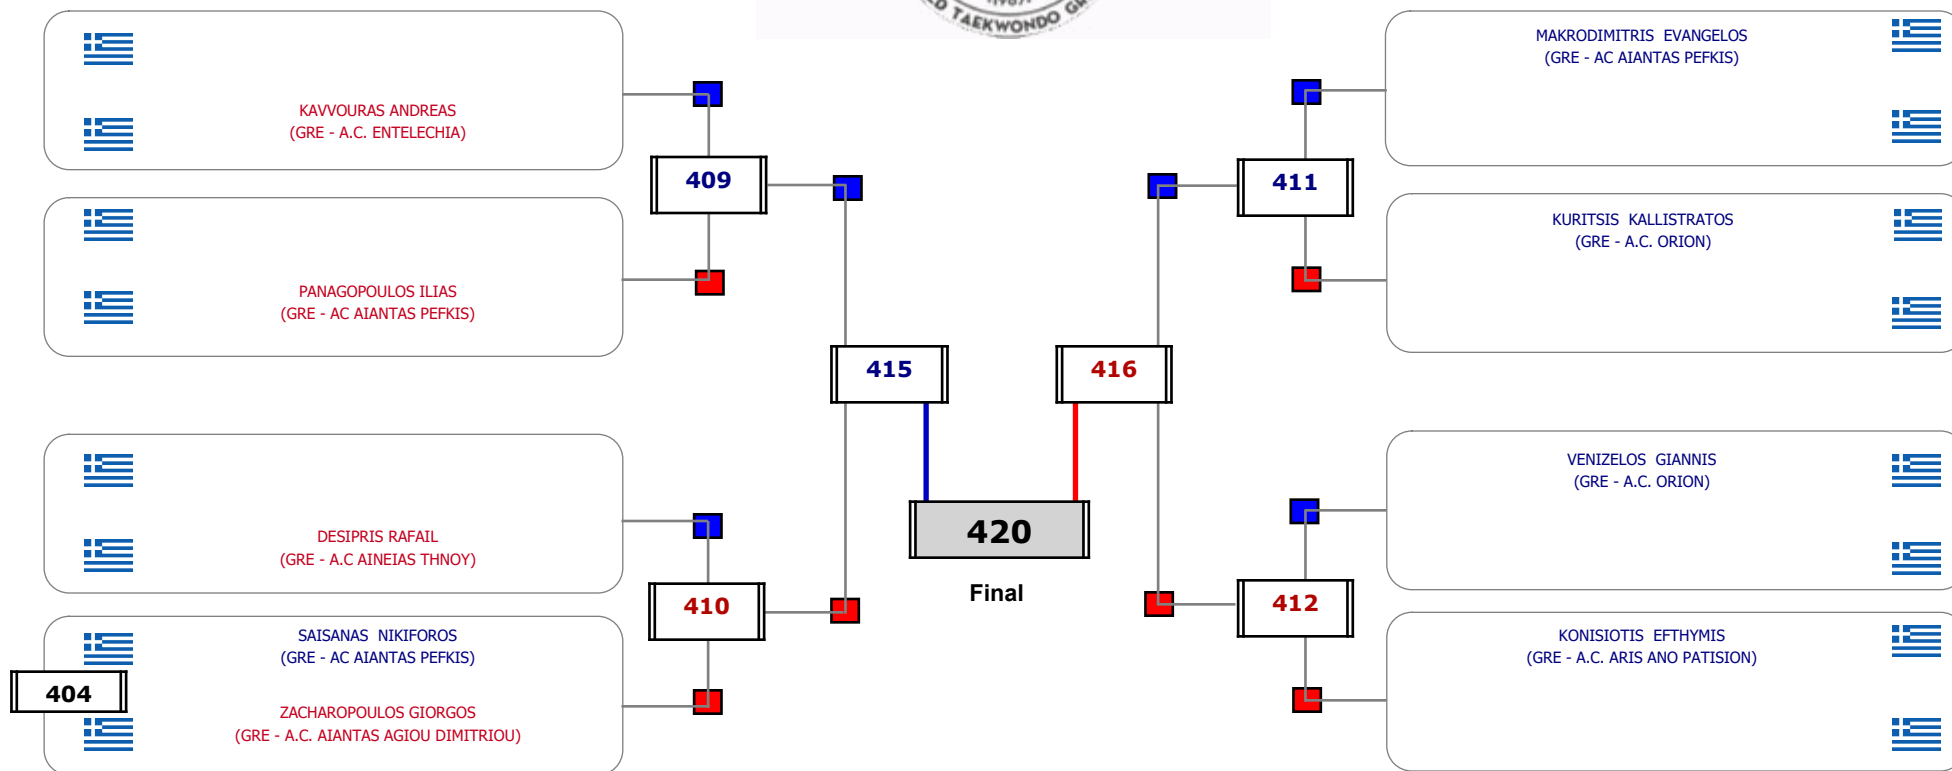 TAEKWONDO
KAVVOURAS ANDREAS
(GRE - A.C. ENTELECHIA)
409
PANAGOPOULOS ILIAS
(GRE - AC AIANTAS PEFKIS)
415
DESIPRIS RAFAIL
(GRE - A.C AINEIAS THNOY)
410
404
SAISANAS  NIKIFOROS
(GRE - AC AIANTAS PEFKIS)
ZACHAROPOULOS GIORGOS
(GRE - A.C. AIANTAS AGIOU DIMITRIOU)
420
Final
MAKRODIMITRIS  EVANGELOS
(GRE - AC AIANTAS PEFKIS)
411
KURITSIS  KALLISTRATOS
(GRE - A.C. ORION)
416
VENIZELOS  GIANNIS
(GRE - A.C. ORION)
412
KONISIOTIS  EFTHYMIS
(GRE - A.C. ARIS ANO PATISION)